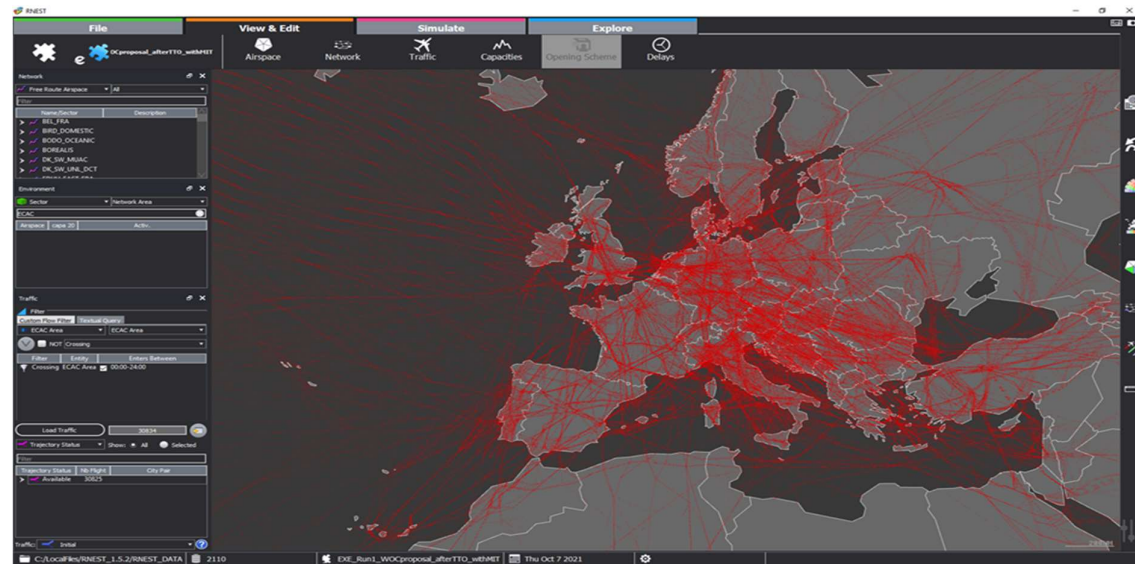 RNEST
File View & Edit Simulate Explore
OCproposal_afterTTO_withMIT
Airspace Network Traffic Capacities Opening Scheme Delays
Network
Free Route Airspace All
Filter
Name/Sector Description
BEL_FRA
BIRD_DOMESTIC
BODO_OCEANIC
BOREALIS
DK_SW_MUAC
DK_SW_UNL_DCT
Environment
Sector Network Area
ECAC
Airspace capa 20 Activ..
Traffic
Filter
Custom Flow Filter Textual Query
ECAC Area ECAC Area
NOT Crossing
Filter Entity Enters Between
Crossing ECAC Area 00:00-24:00
Load Traffic 30834
Trajectory Status Show: All Selected
Filter
Trajectory Status Nb Flight City Pair
Available 30825
Traffic: Initial
C:/LocalFiles/RNEST_1.5.2/RNEST_DATA 2110 EXE_Run1_WOCproposal_afterTTO_withMIT Thu Oct 7 2021